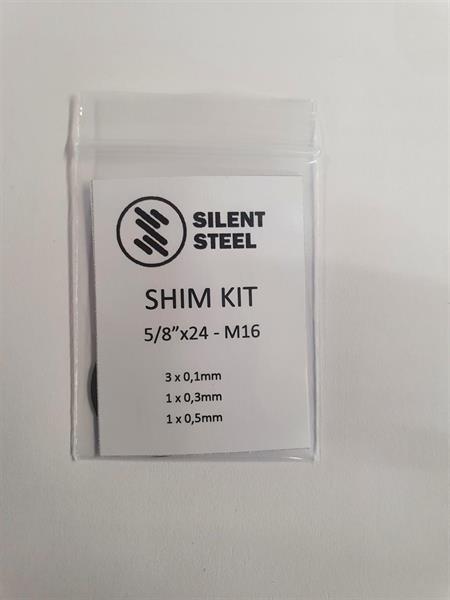 SILENT
STEEL
SHIM KIT
5/8”x24 - M16
3 x 0,1mm
1 x 0,3mm
1 x 0,5mm